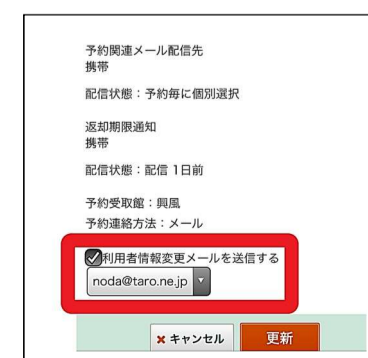 予約関連メール配信先
携帯
配信状態：予約毎に個別選択
返却期限通知
携帯
配信状態：配信 1日前
予約受取館：興風
予約連絡方法：メール
利用者情報変更メールを送信する
noda@taro.ne.jp
キャンセル
更新